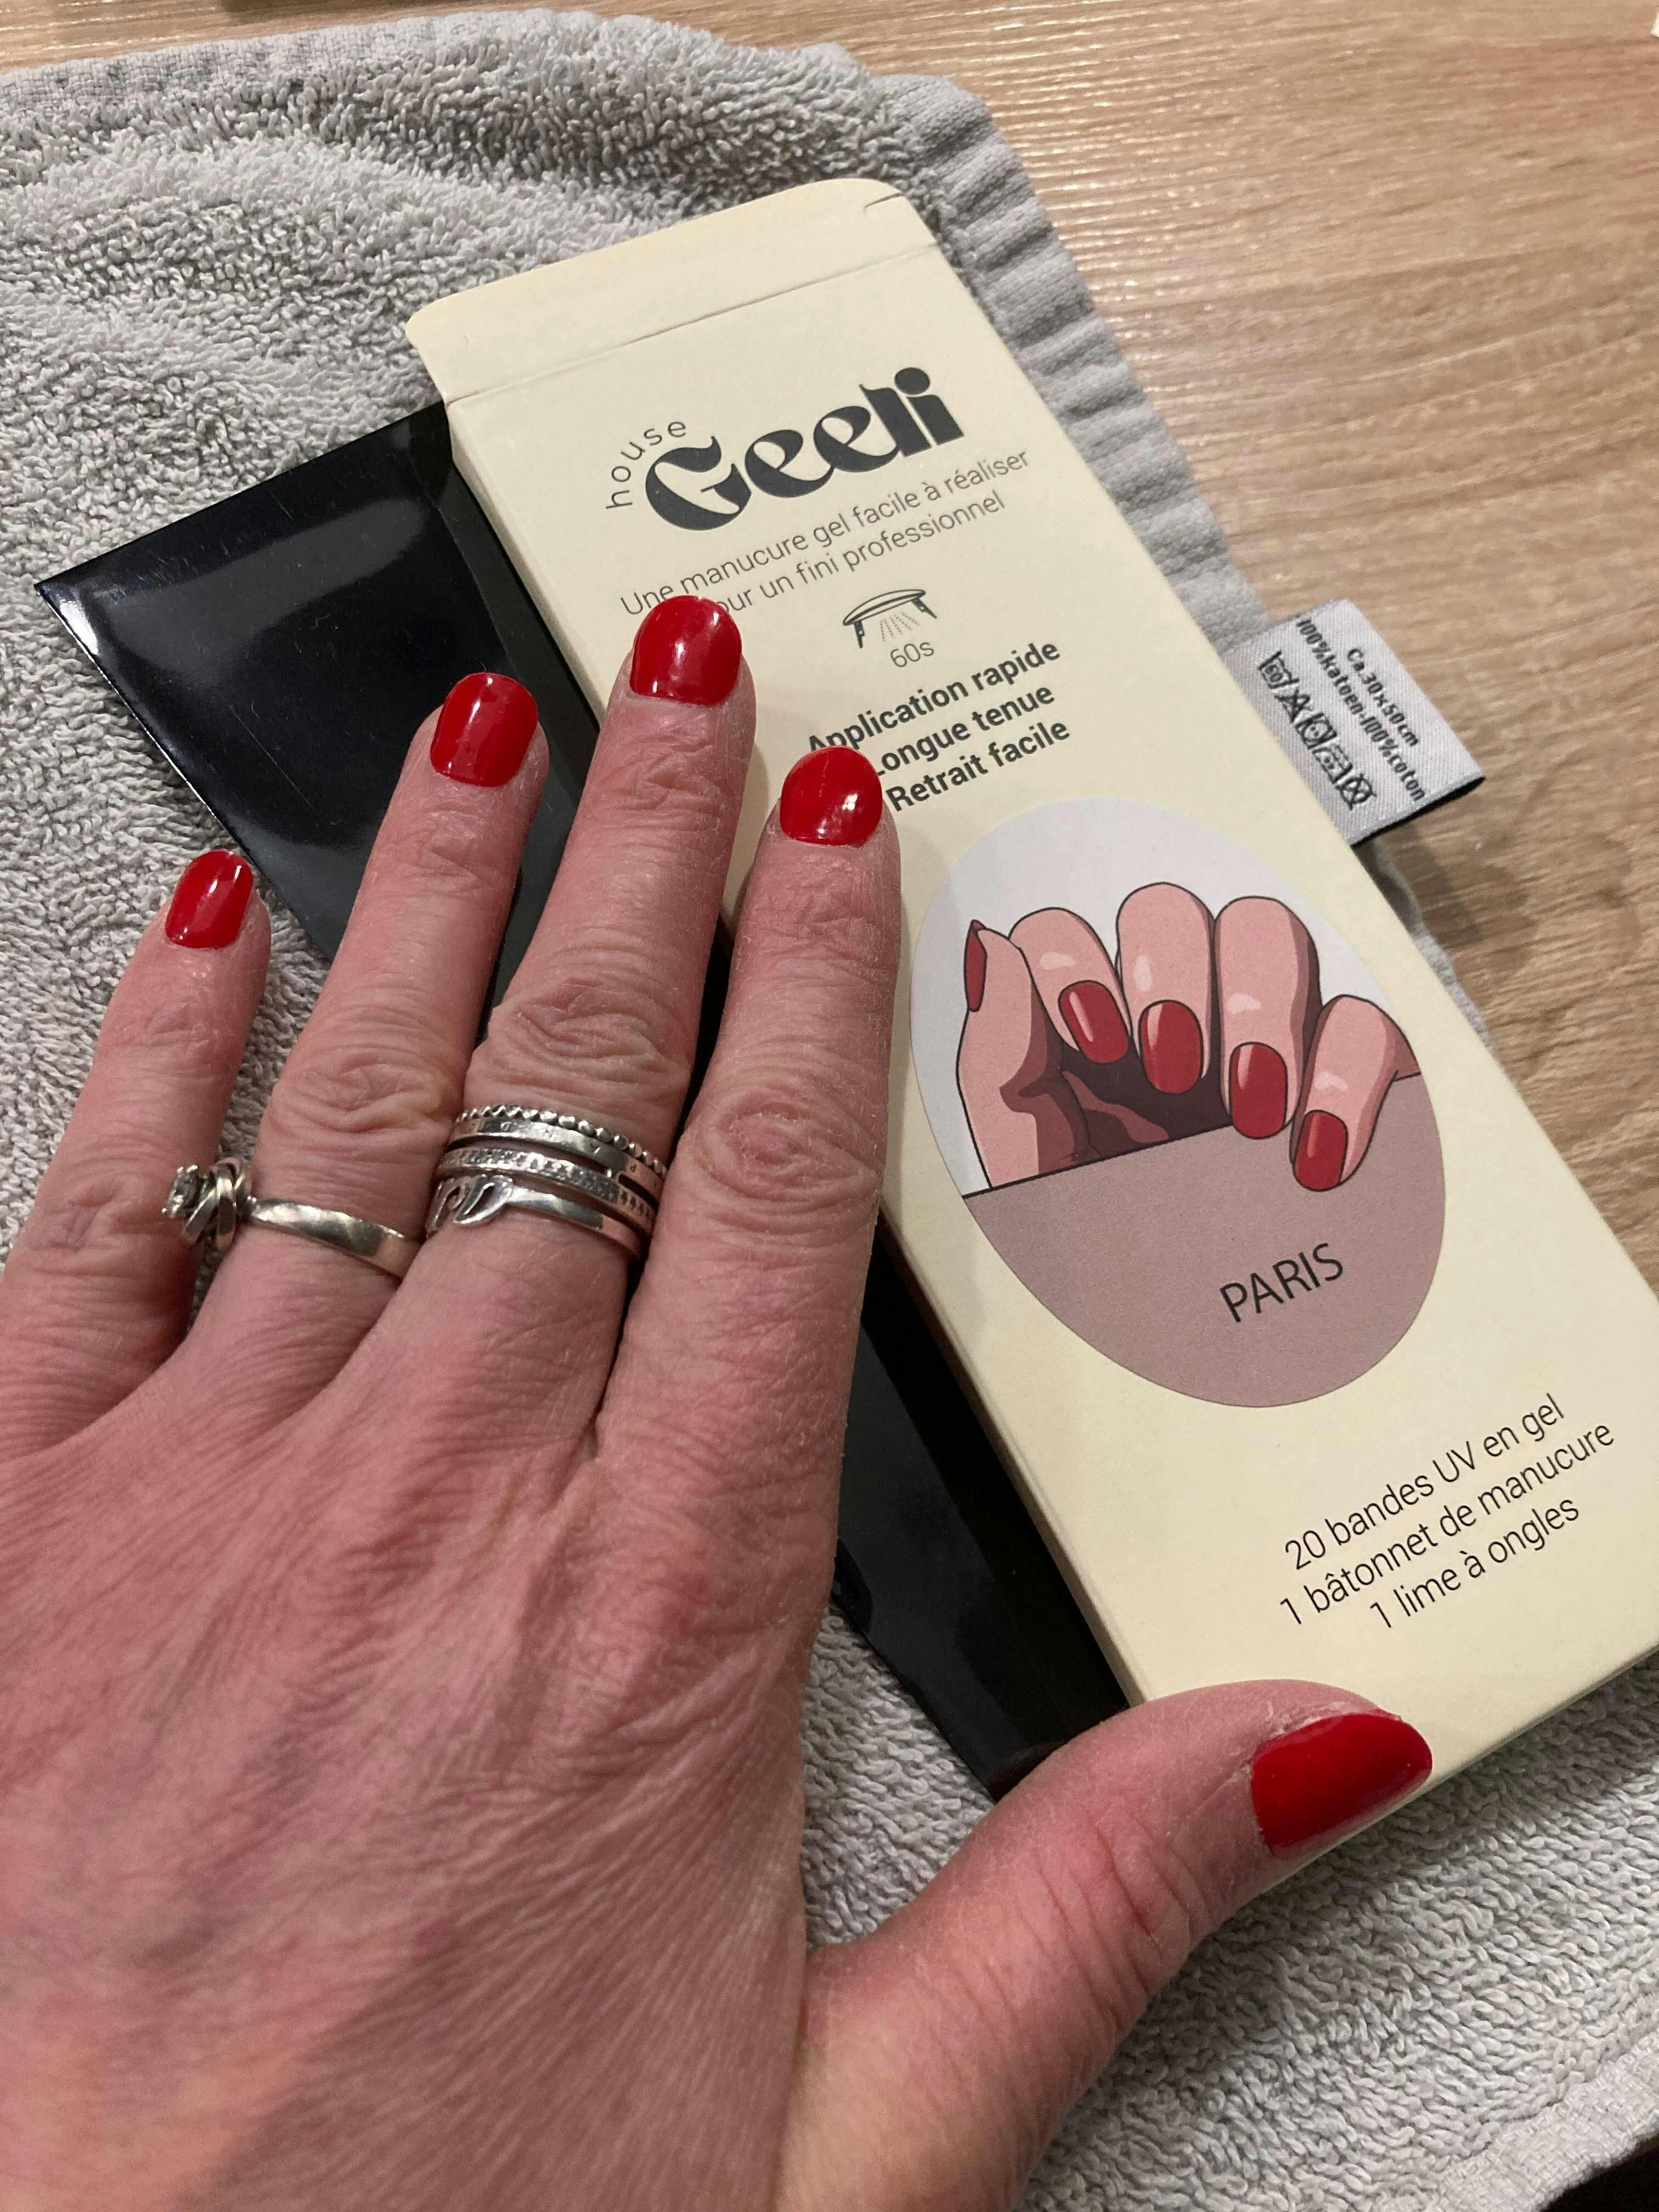 house
Geeli
Une manucure gel facile à réaliser
pour un fini professionnel
60s
Application rapide
Longue tenue
Retrait facile
PARIS
20 bandes UV en gel
1 bâtonnet de manucure
1 lime à ongles
Ca.30x50cm
100%katoen-100%coton